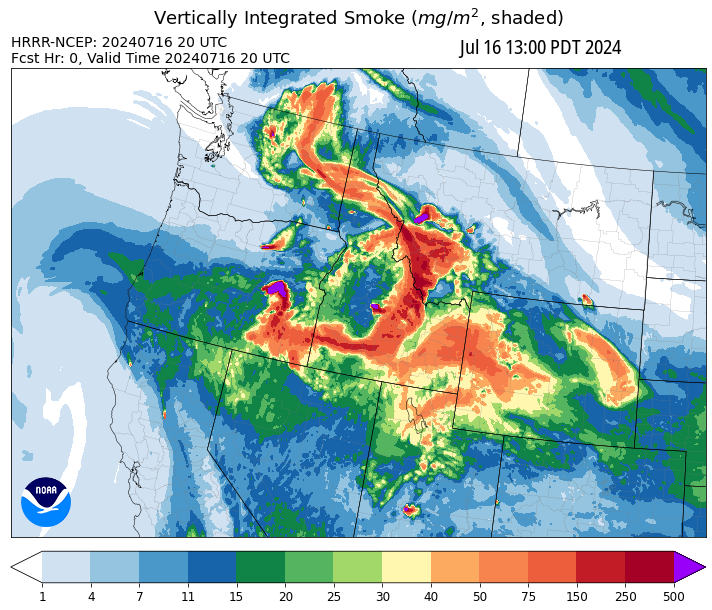 Vertically Integrated Smoke (mg/m², shaded)
HRRR-NCEP: 20240716 20 UTC
Jul 16 13:00 PDT 2024
Fcst Hr: 0, Valid Time 20240716 20 UTC
NOAA
1 4 7 11 15 20 25 30 40 50 75 150 250 500